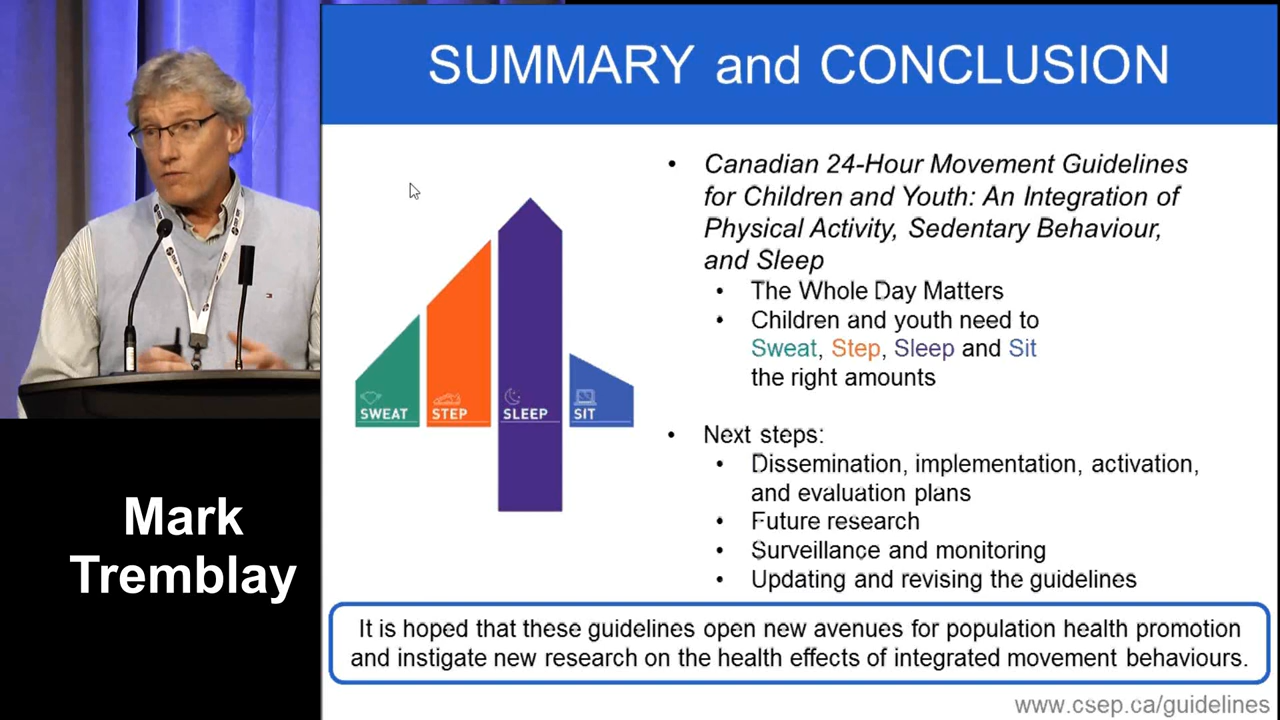 SUMMARY and CONCLUSION
• Canadian 24-Hour Movement Guidelines
for Children and Youth: An Integration of
Physical Activity, Sedentary Behaviour,
and Sleep
• The Whole Day Matters
• Children and youth need to
Sweat, Step, Sleep and Sit
the right amounts
SWEAT STEP SLEEP SIT
• Next steps:
• Dissemination, implementation, activation,
and evaluation plans
• Future research
• Surveillance and monitoring
• Updating and revising the guidelines
It is hoped that these guidelines open new avenues for population health promotion
and instigate new research on the health effects of integrated movement behaviours.
www.csep.ca/guidelines
Mark
Tremblay